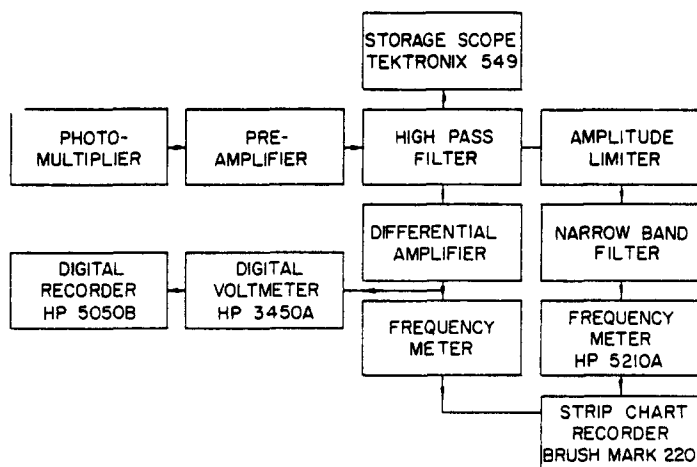 STORAGE SCOPE
TEKTRONIX 549
PHOTO-
MULTIPLIER
PRE-
AMPLIFIER
HIGH PASS
FILTER
AMPLITUDE
LIMITER
DIFFERENTIAL
AMPLIFIER
NARROW BAND
FILTER
DIGITAL
RECORDER
HP 5050B
DIGITAL
VOLTMETER
HP 3450A
FREQUENCY
METER
FREQUENCY
METER
HP 5210A
STRIP CHART
RECORDER
BRUSH MARK 220